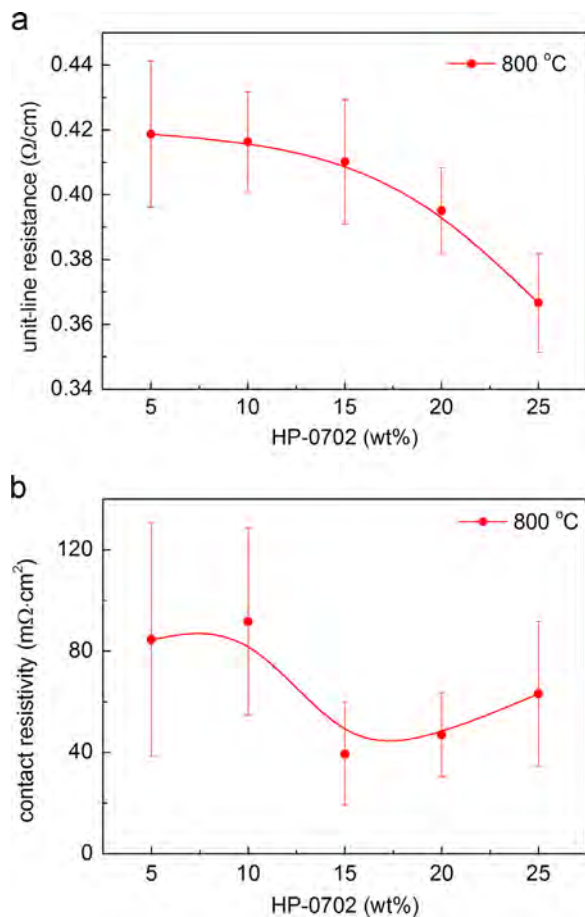 a
0.44
0.42
0.40
0.38
0.36
0.34
unit-line resistance (Ω/cm)
800 °C
5 10 15 20 25
HP-0702 (wt%)
b
120
80
40
0
contact resistivity (mΩ·cm²)
800 °C
5 10 15 20 25
HP-0702 (wt%)